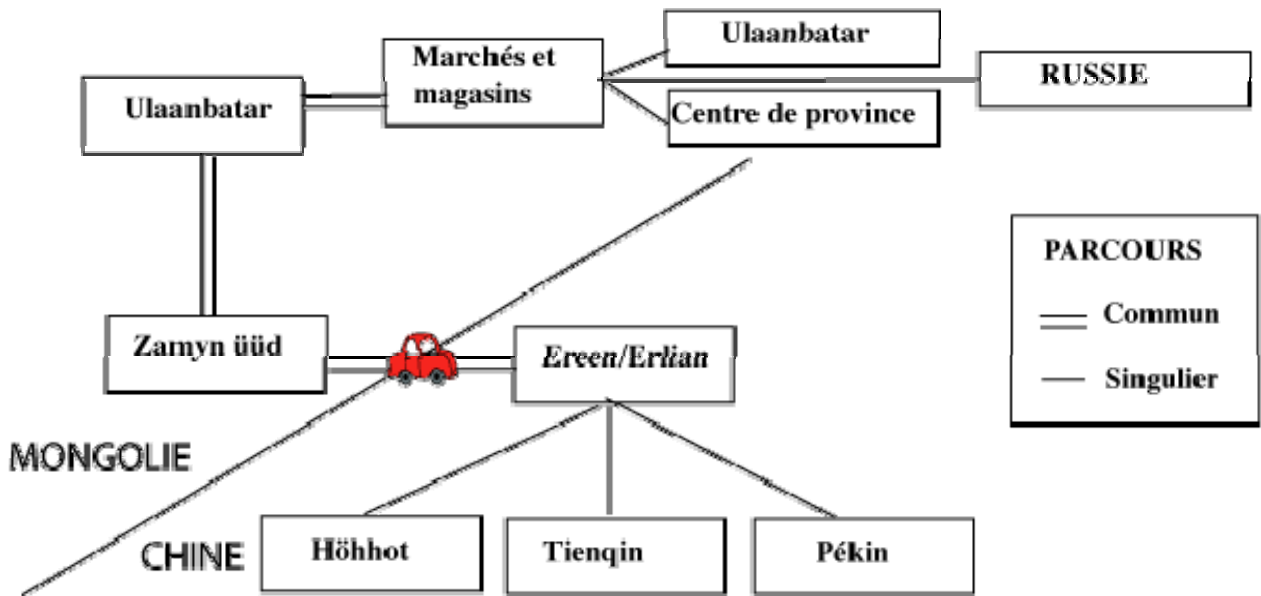 Ulaanbatar
Marchés et
magasins
RUSSIE
Ulaanbatar
Centre de province
PARCOURS
Commun
Singulier
Zamyn üüd
Ereen/Erlian
MONGOLIE
CHINE
Höhhot
Tienqin
Pékin